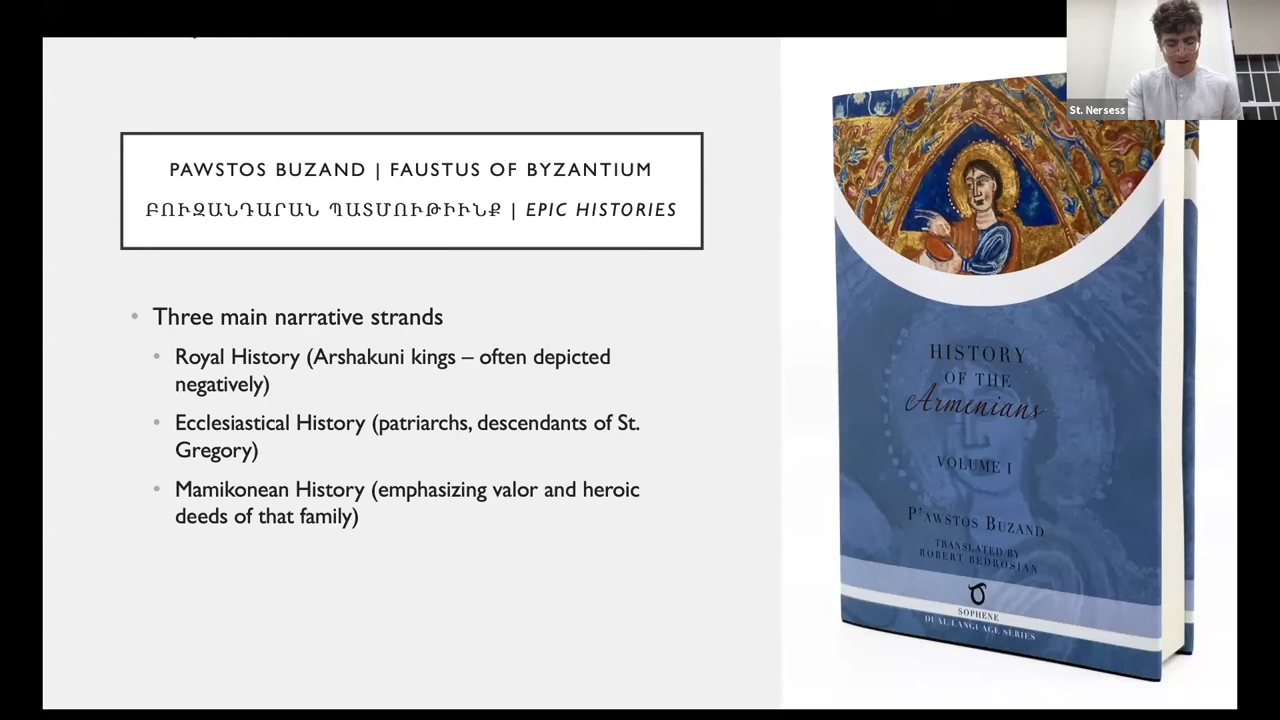 PAWSTOS BUZAND | FAUSTUS OF BYZANTIUM
ԲՈՒԶԱՆԴԱՐԱՆ ՊԱՏՄՈՒԹԻՒՆՔ | EPIC HISTORIES
• Three main narrative strands
• Royal History (Arshakuni kings – often depicted
negatively)
• Ecclesiastical History (patriarchs, descendants of St.
Gregory)
• Mamikonean History (emphasizing valor and heroic
deeds of that family)
HISTORY
OF THE
Armenians
VOLUME I
P'AWSTOS BUZAND
TRANSLATED BY
ROBERT BEDROSIAN
SOPHENE
DUAL LANGUAGE SERIES
St. Nersess